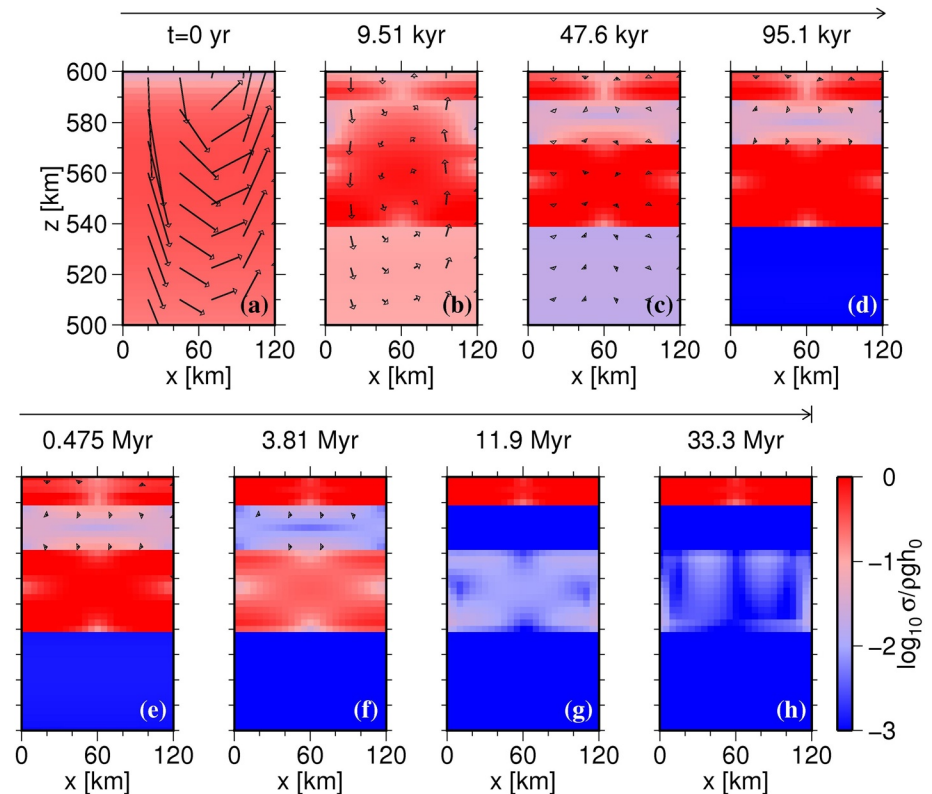 t=0 yr 9.51 kyr 47.6 kyr 95.1 kyr
600
580
560
540
520
500
z [km]
(a) (b) (c) (d)
0 60 120 0 60 120 0 60 120 0 60 120
x [km] x [km] x [km] x [km]
0.475 Myr 3.81 Myr 11.9 Myr 33.3 Myr
0
−1
−2
−3
log₁₀ σ/ρgh₀
(e) (f) (g) (h)
0 60 120 0 60 120 0 60 120 0 60 120
x [km] x [km] x [km] x [km]